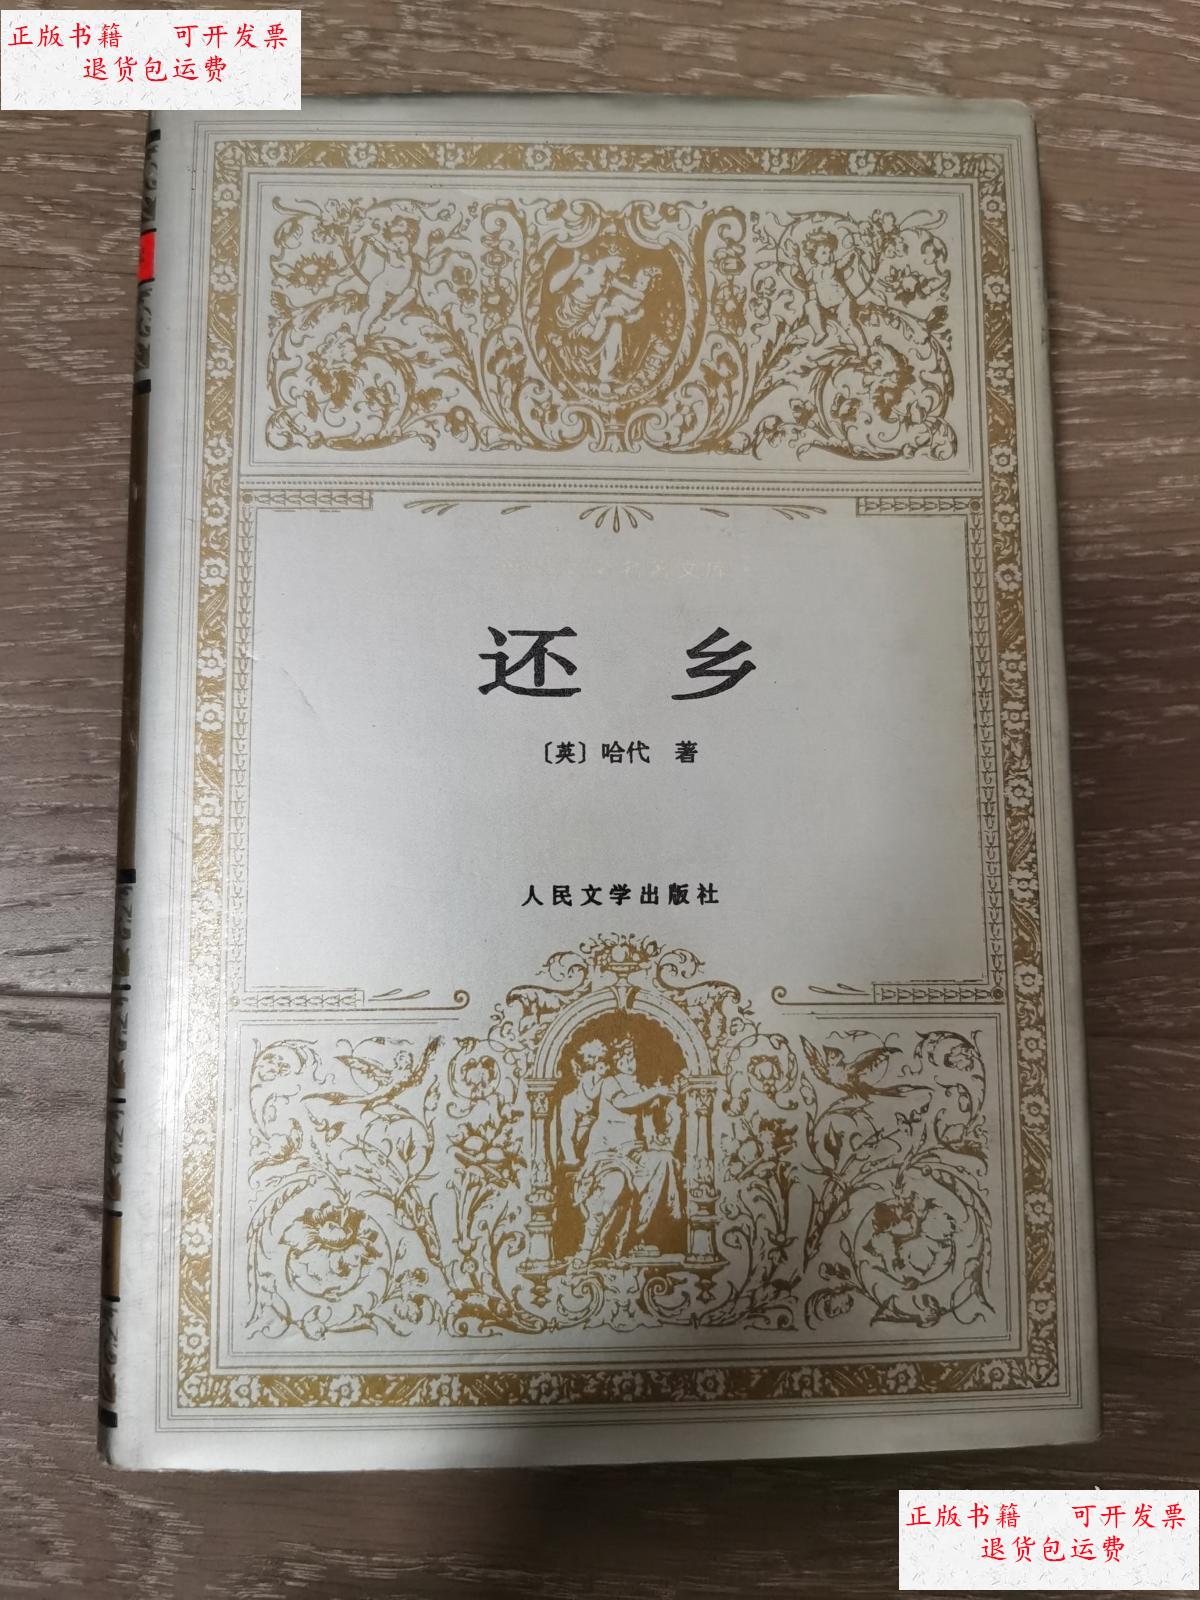 正版书籍 可开发票
退货包运费
文库
还乡
〔英〕哈代 著
人民文学出版社
正版书籍 可开发票
退货包运费